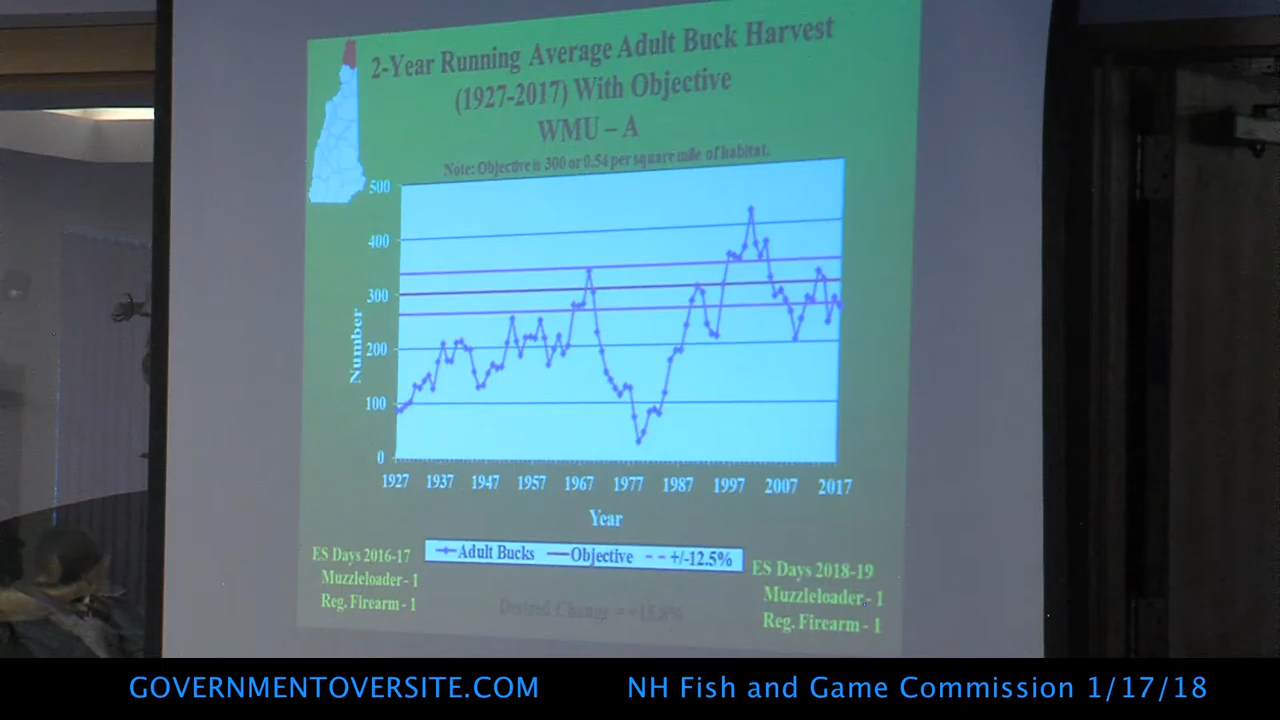 2-Year Running Average Adult Buck Harvest
(1927-2017) With Objective
WMU – A
Note: Objective is 300 or 0.54 per square mile of habitat.
500
400
300
200
100
0
Number
1927 1937 1947 1957 1967 1977 1987 1997 2007 2017
Year
Adult Bucks Objective +/-12.5%
ES Days 2016-17
Muzzleloader - 1
Reg. Firearm - 1
Desired Change =
ES Days 2018-19
Muzzleloader - 1
Reg. Firearm - 1
GOVERNMENTOVERSITE.COM NH Fish and Game Commission 1/17/18